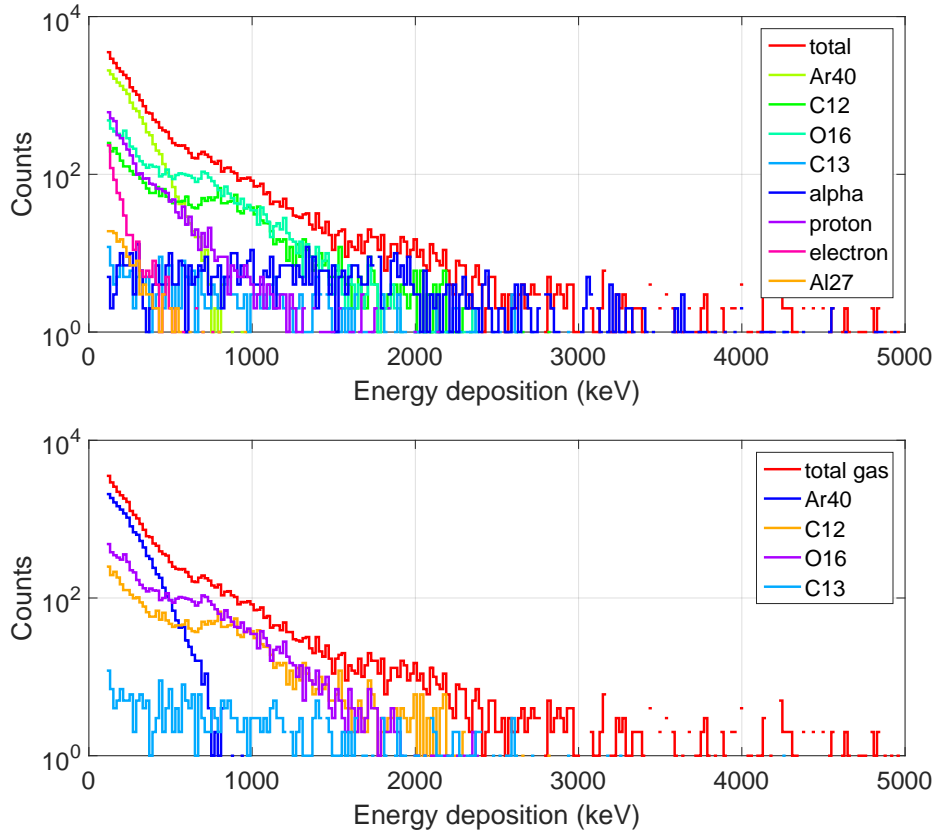 10^4
10^2
10^0
Counts
total
Ar40
C12
O16
C13
alpha
proton
electron
Al27
0 1000 2000 3000 4000 5000
Energy deposition (keV)
10^4
10^2
10^0
Counts
total gas
Ar40
C12
O16
C13
0 1000 2000 3000 4000 5000
Energy deposition (keV)